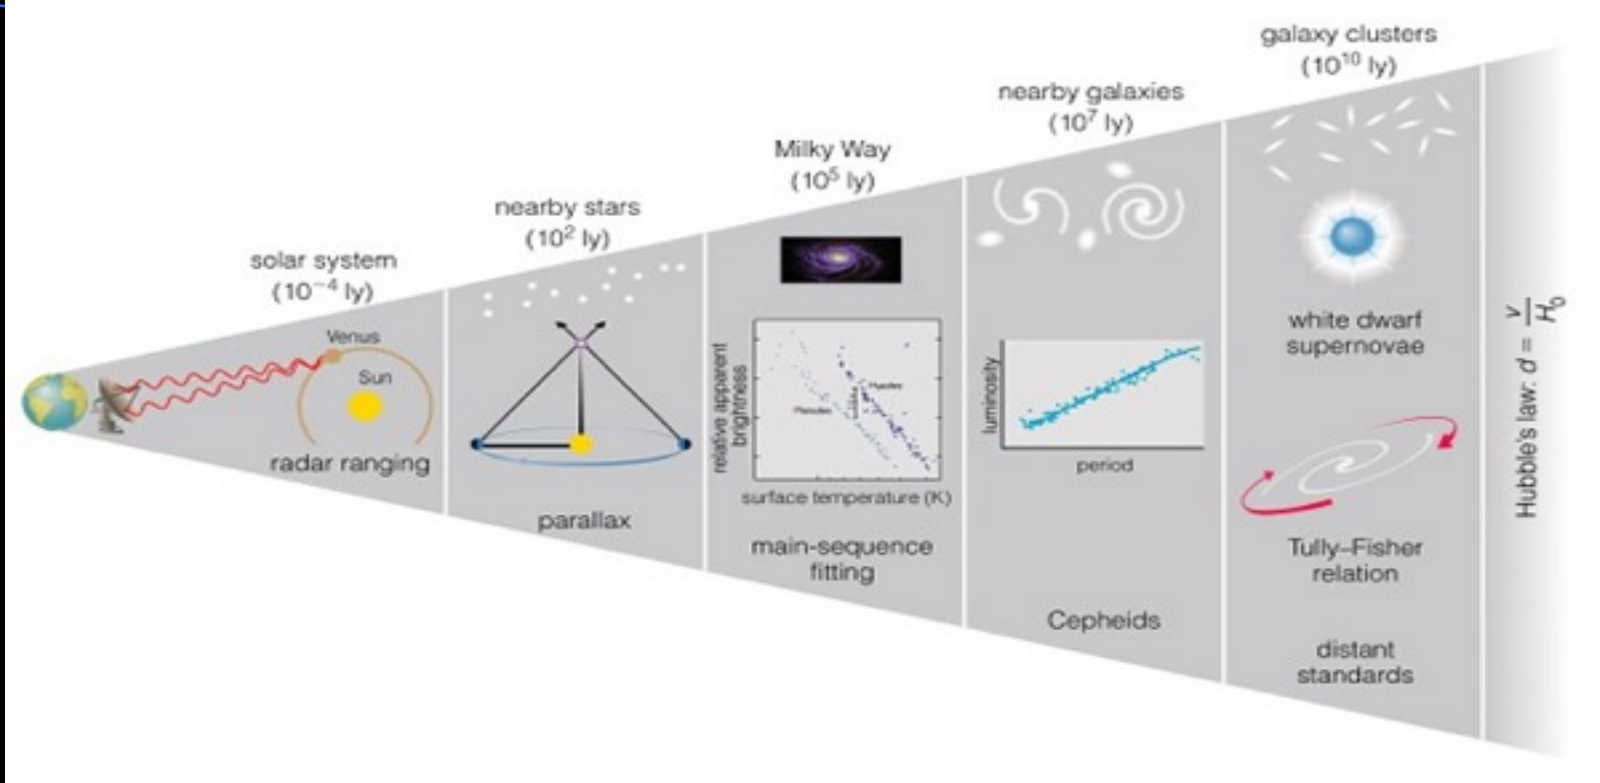 solar system
(10⁻⁴ ly)
Venus
Sun
radar ranging
nearby stars
(10² ly)
parallax
Milky Way
(10⁵ ly)
relative apparent
brightness
Hyades
Pleiades
surface temperature (K)
main-sequence
fitting
nearby galaxies
(10⁷ ly)
luminosity
period
Cepheids
galaxy clusters
(10¹⁰ ly)
white dwarf
supernovae
Tully–Fisher
relation
distant
standards
Hubble's law: d = v/H₀